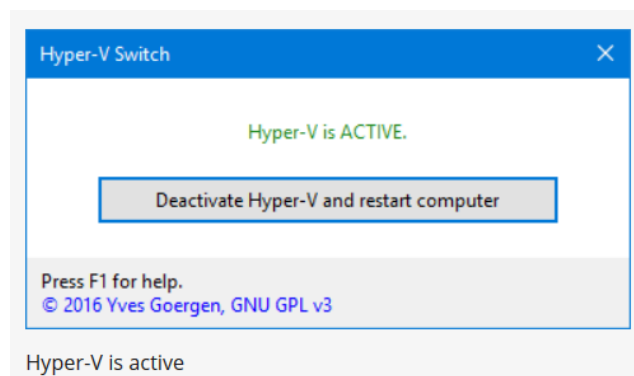 Hyper-V Switch
Hyper-V is ACTIVE.
Deactivate Hyper-V and restart computer
Press F1 for help.
© 2016 Yves Goergen, GNU GPL v3
Hyper-V is active